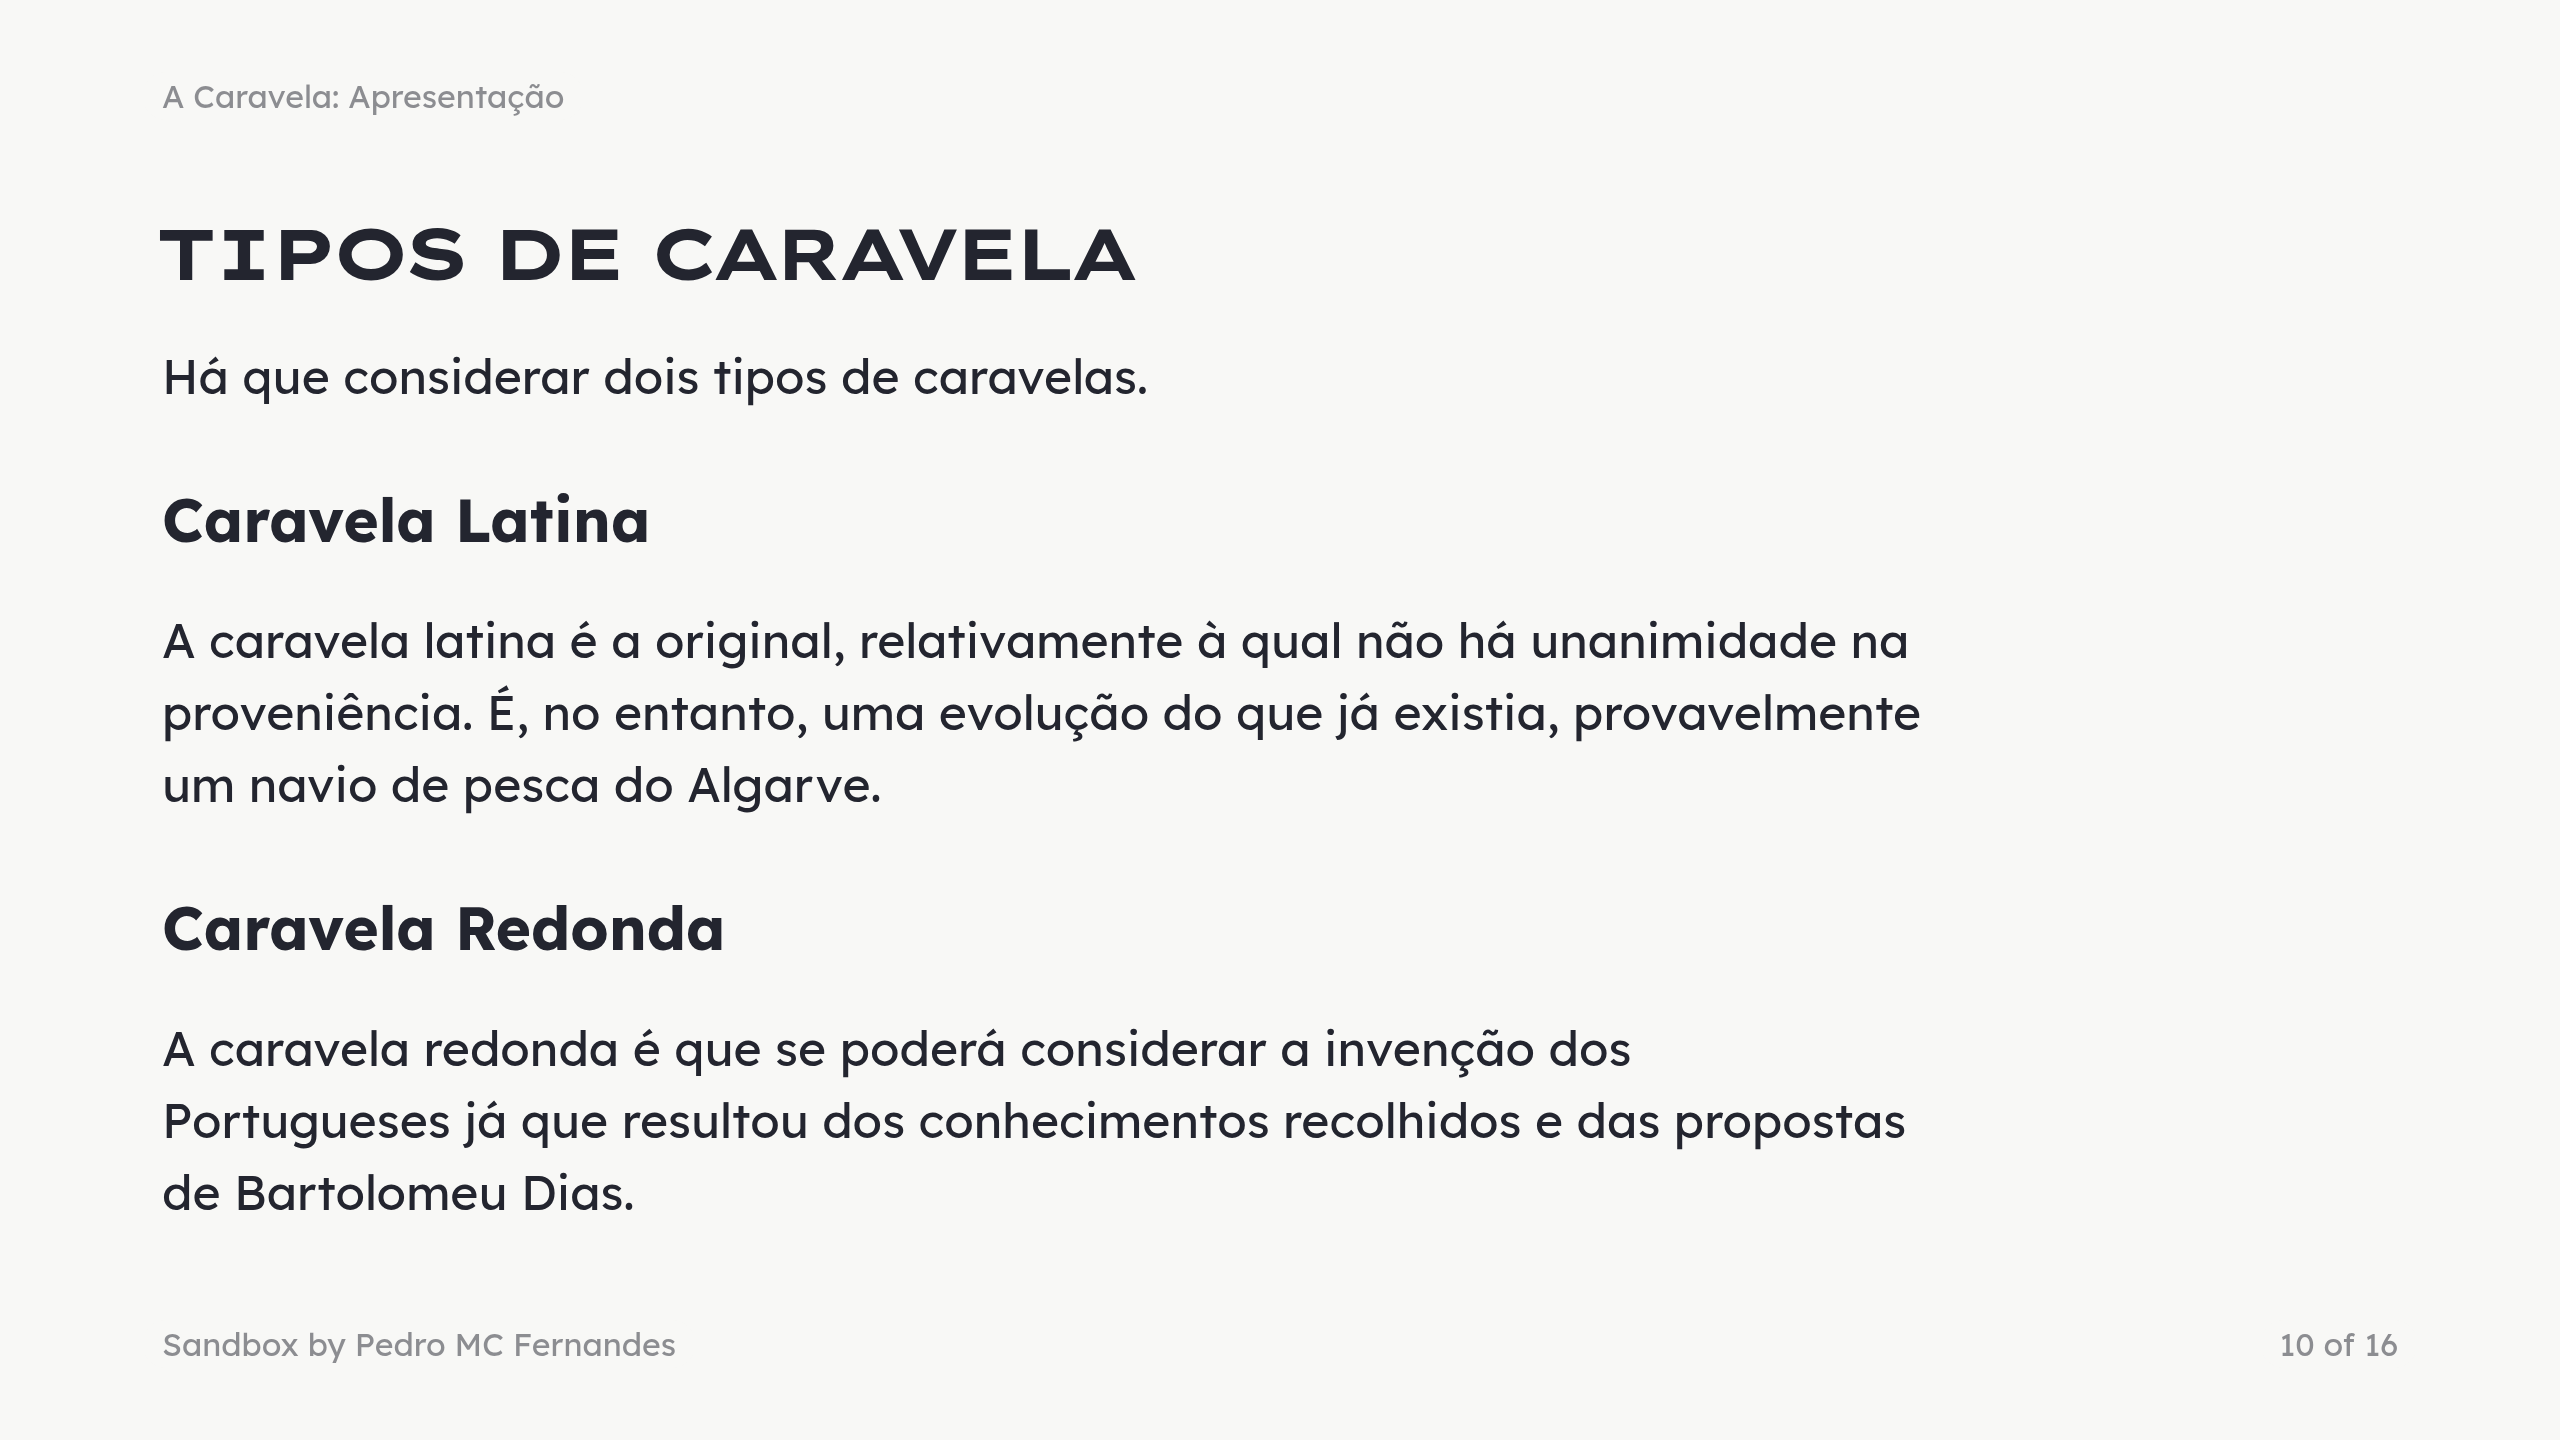 A Caravela: Apresentação
TIPOS DE CARAVELA
Há que considerar dois tipos de caravelas.
Caravela Latina
A caravela latina é a original, relativamente à qual não há unanimidade na
proveniência. É, no entanto, uma evolução do que já existia, provavelmente
um navio de pesca do Algarve.
Caravela Redonda
A caravela redonda é que se poderá considerar a invenção dos
Portugueses já que resultou dos conhecimentos recolhidos e das propostas
de Bartolomeu Dias.
Sandbox by Pedro MC Fernandes
10 of 16